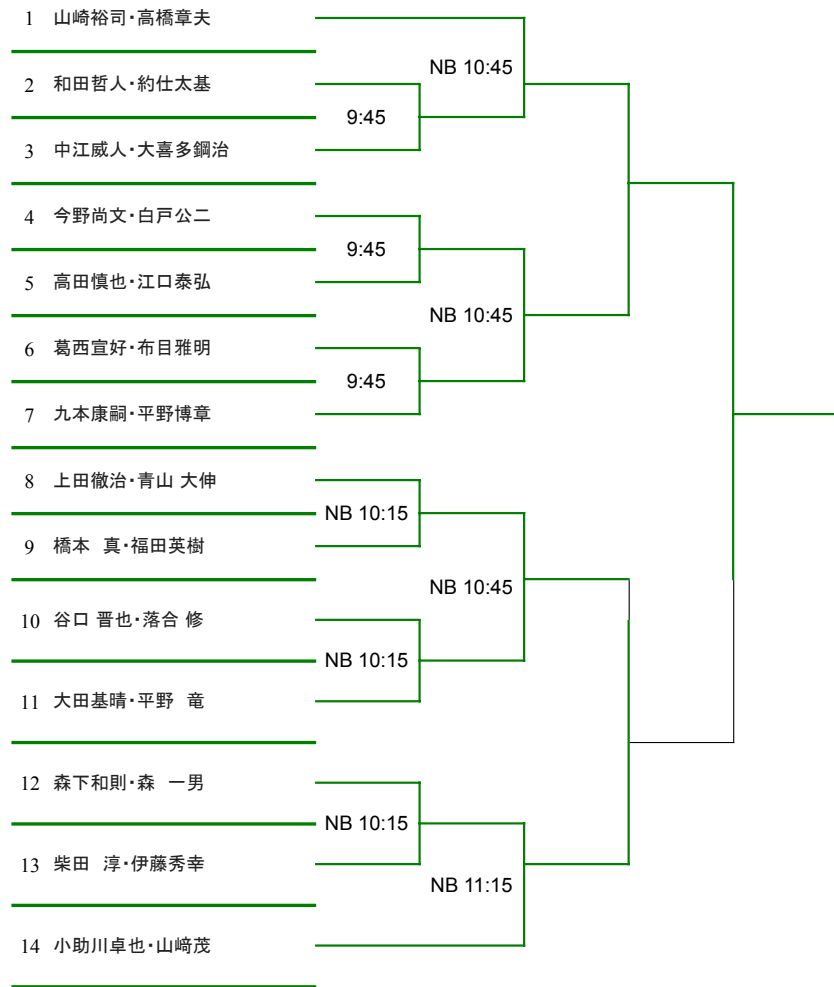 1 山崎裕司・高橋章夫
NB 10:45
2 和田哲人・約仕太基
9:45
3 中江威人・大喜多鋼治
4 今野尚文・白戸公二
9:45
5 高田慎也・江口泰弘
NB 10:45
6 葛西宣好・布目雅明
9:45
7 九本康嗣・平野博章
8 上田徹治・青山 大伸
NB 10:15
9 橋本 真・福田英樹
NB 10:45
10 谷口 晋也・落合 修
NB 10:15
11 大田基晴・平野 竜
12 森下和則・森 一男
NB 10:15
13 柴田 淳・伊藤秀幸
NB 11:15
14 小助川卓也・山﨑茂